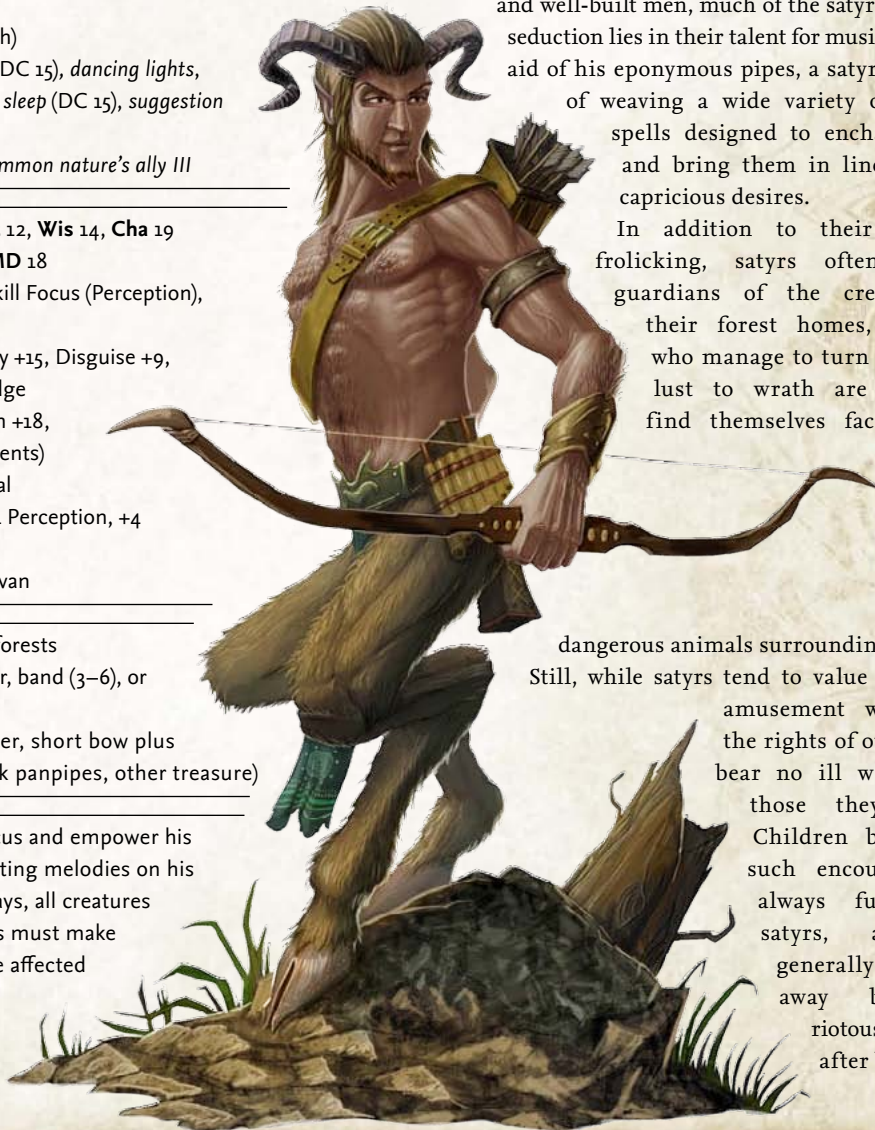 h)
DC 15), dancing lights,
sleep (DC 15), suggestion
mmon nature's ally III
12, Wis 14, Cha 19
MD 18
kill Focus (Perception),
y +15, Disguise +9,
dge
n +18,
ents)
al
Perception, +4
van
forests
r, band (3–6), or
er, short bow plus
k panpipes, other treasure)
cus and empower his
ting melodies on his
ays, all creatures
s must make
e affected
and well-built men, much of the satyr
seduction lies in their talent for musi
aid of his eponymous pipes, a satyr
of weaving a wide variety o
spells designed to ench
and bring them in line
capricious desires.
In addition to their
frolicking, satyrs often
guardians of the cre
their forest homes,
who manage to turn
lust to wrath are
find themselves fac
dangerous animals surroundin
Still, while satyrs tend to value
amusement w
the rights of o
bear no ill w
those they
Children b
such encou
always fu
satyrs, a
generally
away b
riotous
after